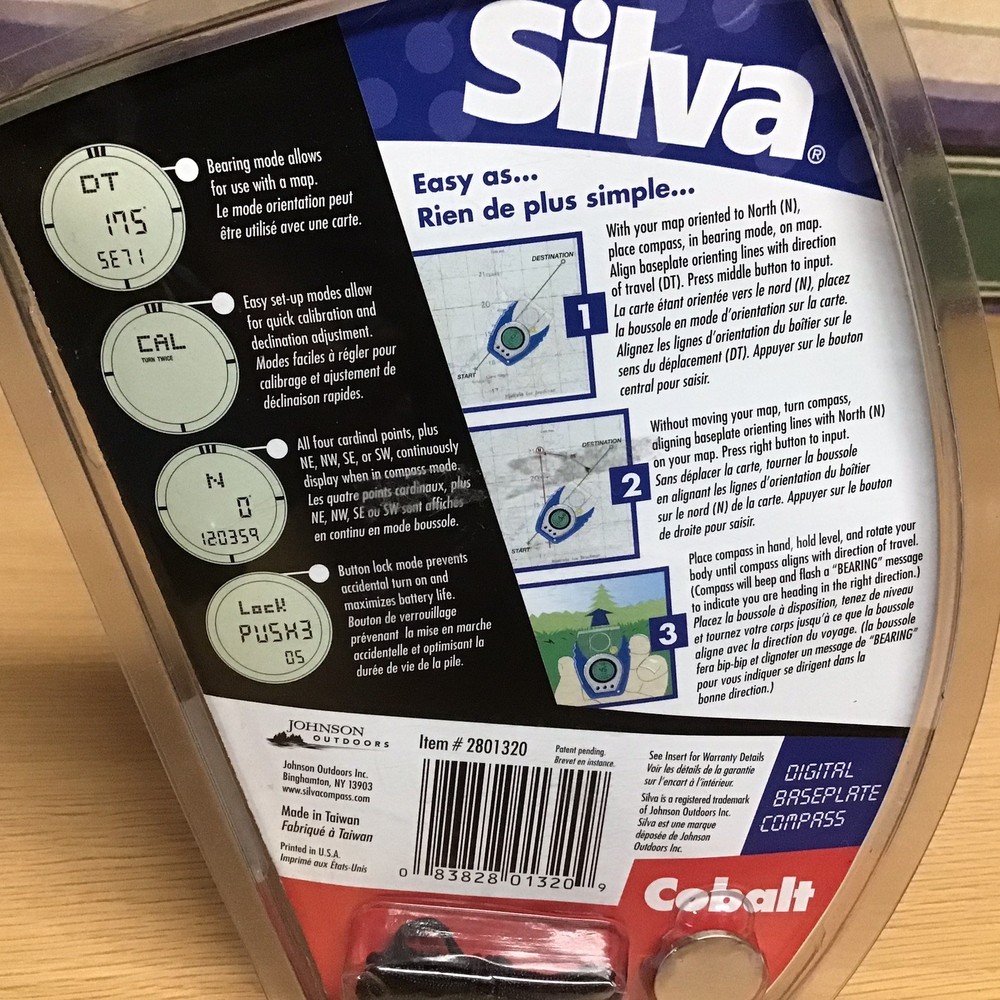 Silva®
DT
175°
SET1
Bearing mode allows
for use with a map.
Le mode orientation peut
être utilisé avec une carte.
CAL
TURN TWICE
Easy set-up modes allow
for quick calibration and
declination adjustment.
Modes faciles à régler pour
calibrage et ajustement de
déclinaison rapides.
N
0°
120359
All four cardinal points, plus
NE, NW, SE, or SW, continuously
display when in compass mode.
Les quatre points cardinaux, plus
NE, NW, SE ou SW sont affichés
en continu en mode boussole.
LocK
PUSH3
05
Button lock mode prevents
accidental turn on and
maximizes battery life.
Bouton de verrouillage
prévenant la mise en marche
accidentelle et optimisant la
durée de vie de la pile.
Easy as...
Rien de plus simple...
DESTINATION
START
1
With your map oriented to North (N),
place compass, in bearing mode, on map.
Align baseplate orienting lines with direction
of travel (DT). Press middle button to input.
La carte étant orientée vers le nord (N), placez
la boussole en mode d'orientation sur la carte.
Alignez les lignes d'orientation du boîtier sur le
sens du déplacement (DT). Appuyer sur le bouton
central pour saisir.
DESTINATION
START
2
Without moving your map, turn compass,
aligning baseplate orienting lines with North (N)
on your map. Press right button to input.
Sans déplacer la carte, tourner la boussole
en alignant les lignes d'orientation du boîtier
sur le nord (N) de la carte. Appuyer sur le bouton
de droite pour saisir.
3
Place compass in hand, hold level, and rotate your
body until compass aligns with direction of travel.
(Compass will beep and flash a "BEARING" message
to indicate you are heading in the right direction.)
Placez la boussole à disposition, tenez de niveau
et tournez votre corps jusqu'à ce que la boussole
aligne avec la direction du voyage. (la boussole
fera bip-bip et clignoter un message de "BEARING"
pour vous indiquer se dirigent dans la
bonne direction.)
JOHNSON
OUTDOORS
Johnson Outdoors Inc.
Binghamton, NY 13903
www.silvacompass.com
Made in Taiwan
Fabriqué à Taiwan
Printed in U.S.A.
Imprimé aux États-Unis
Item # 2801320
Patent pending.
Brevet en instance.
0 83828 01320 9
See Insert for Warranty Details
Voir les détails de la garantie
sur l'encart à l'intérieur.
Silva is a registered trademark
of Johnson Outdoors Inc.
Silva est une marque
déposée de Johnson
Outdoors Inc.
DIGITAL
BASEPLATE
COMPASS
Cobalt